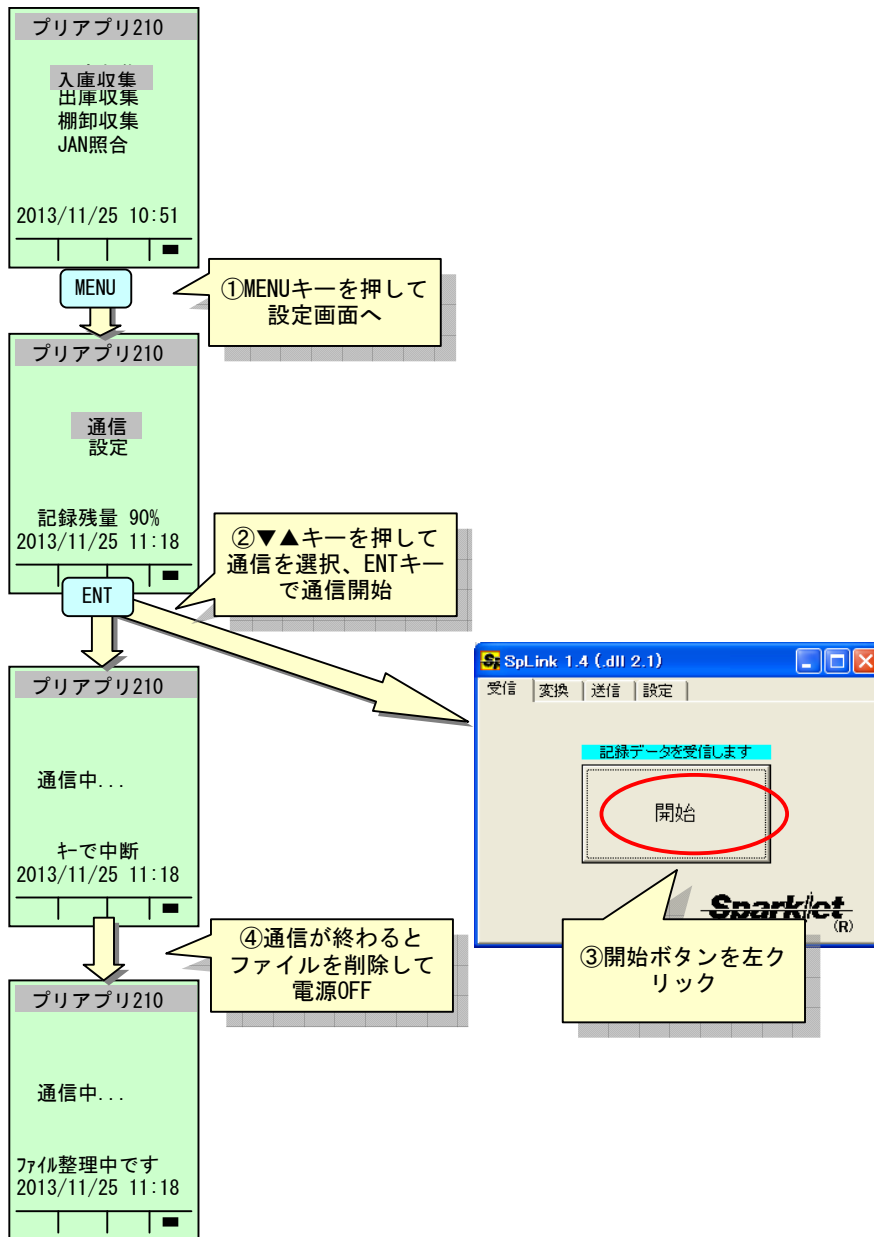 プリアプリ210
入庫収集
出庫収集
棚卸収集
JAN照合
2013/11/25 10:51
MENU
①MENUキーを押して
設定画面へ
プリアプリ210
通信
設定
記録残量 90%
2013/11/25 11:18
ENT
②▼▲キーを押して
通信を選択、ENTキー
で通信開始
プリアプリ210
通信中...
ｷｰで中断
2013/11/25 11:18
SpLink 1.4 (.dll 2.1)
受信 変換 送信 設定
記録データを受信します
開始
Sparklet
(R)
③開始ボタンを左ク
リック
④通信が終わると
ファイルを削除して
電源OFF
プリアプリ210
通信中...
ﾌｧｲﾙ整理中です
2013/11/25 11:18